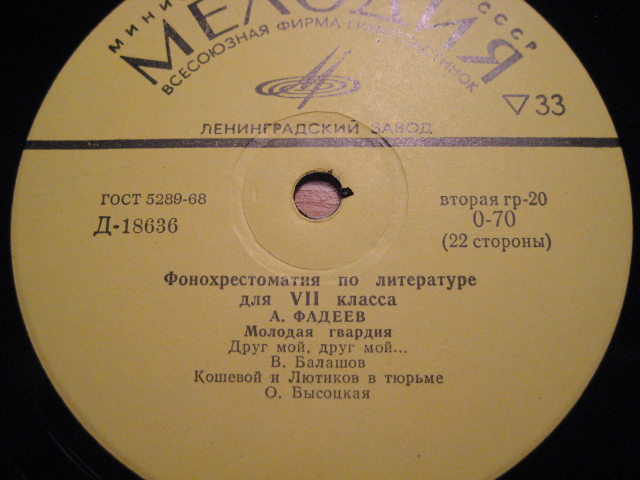 СССР
МЕЛОДИЯ
ВСЕСОЮЗНАЯ ФИРМА
▽33
ЛЕНИНГРАДСКИЙ ЗАВОД
ГОСТ 5289-68
Д-18636
вторая гр-20
0-70
(22 стороны)
Фонохрестоматия по литературе
для VII класса
А. ФАДЕЕВ
Молодая гвардия
Друг мой, друг мой...
В. Балашов
Кошевой и Лютиков в тюрьме
О. Высоцкая